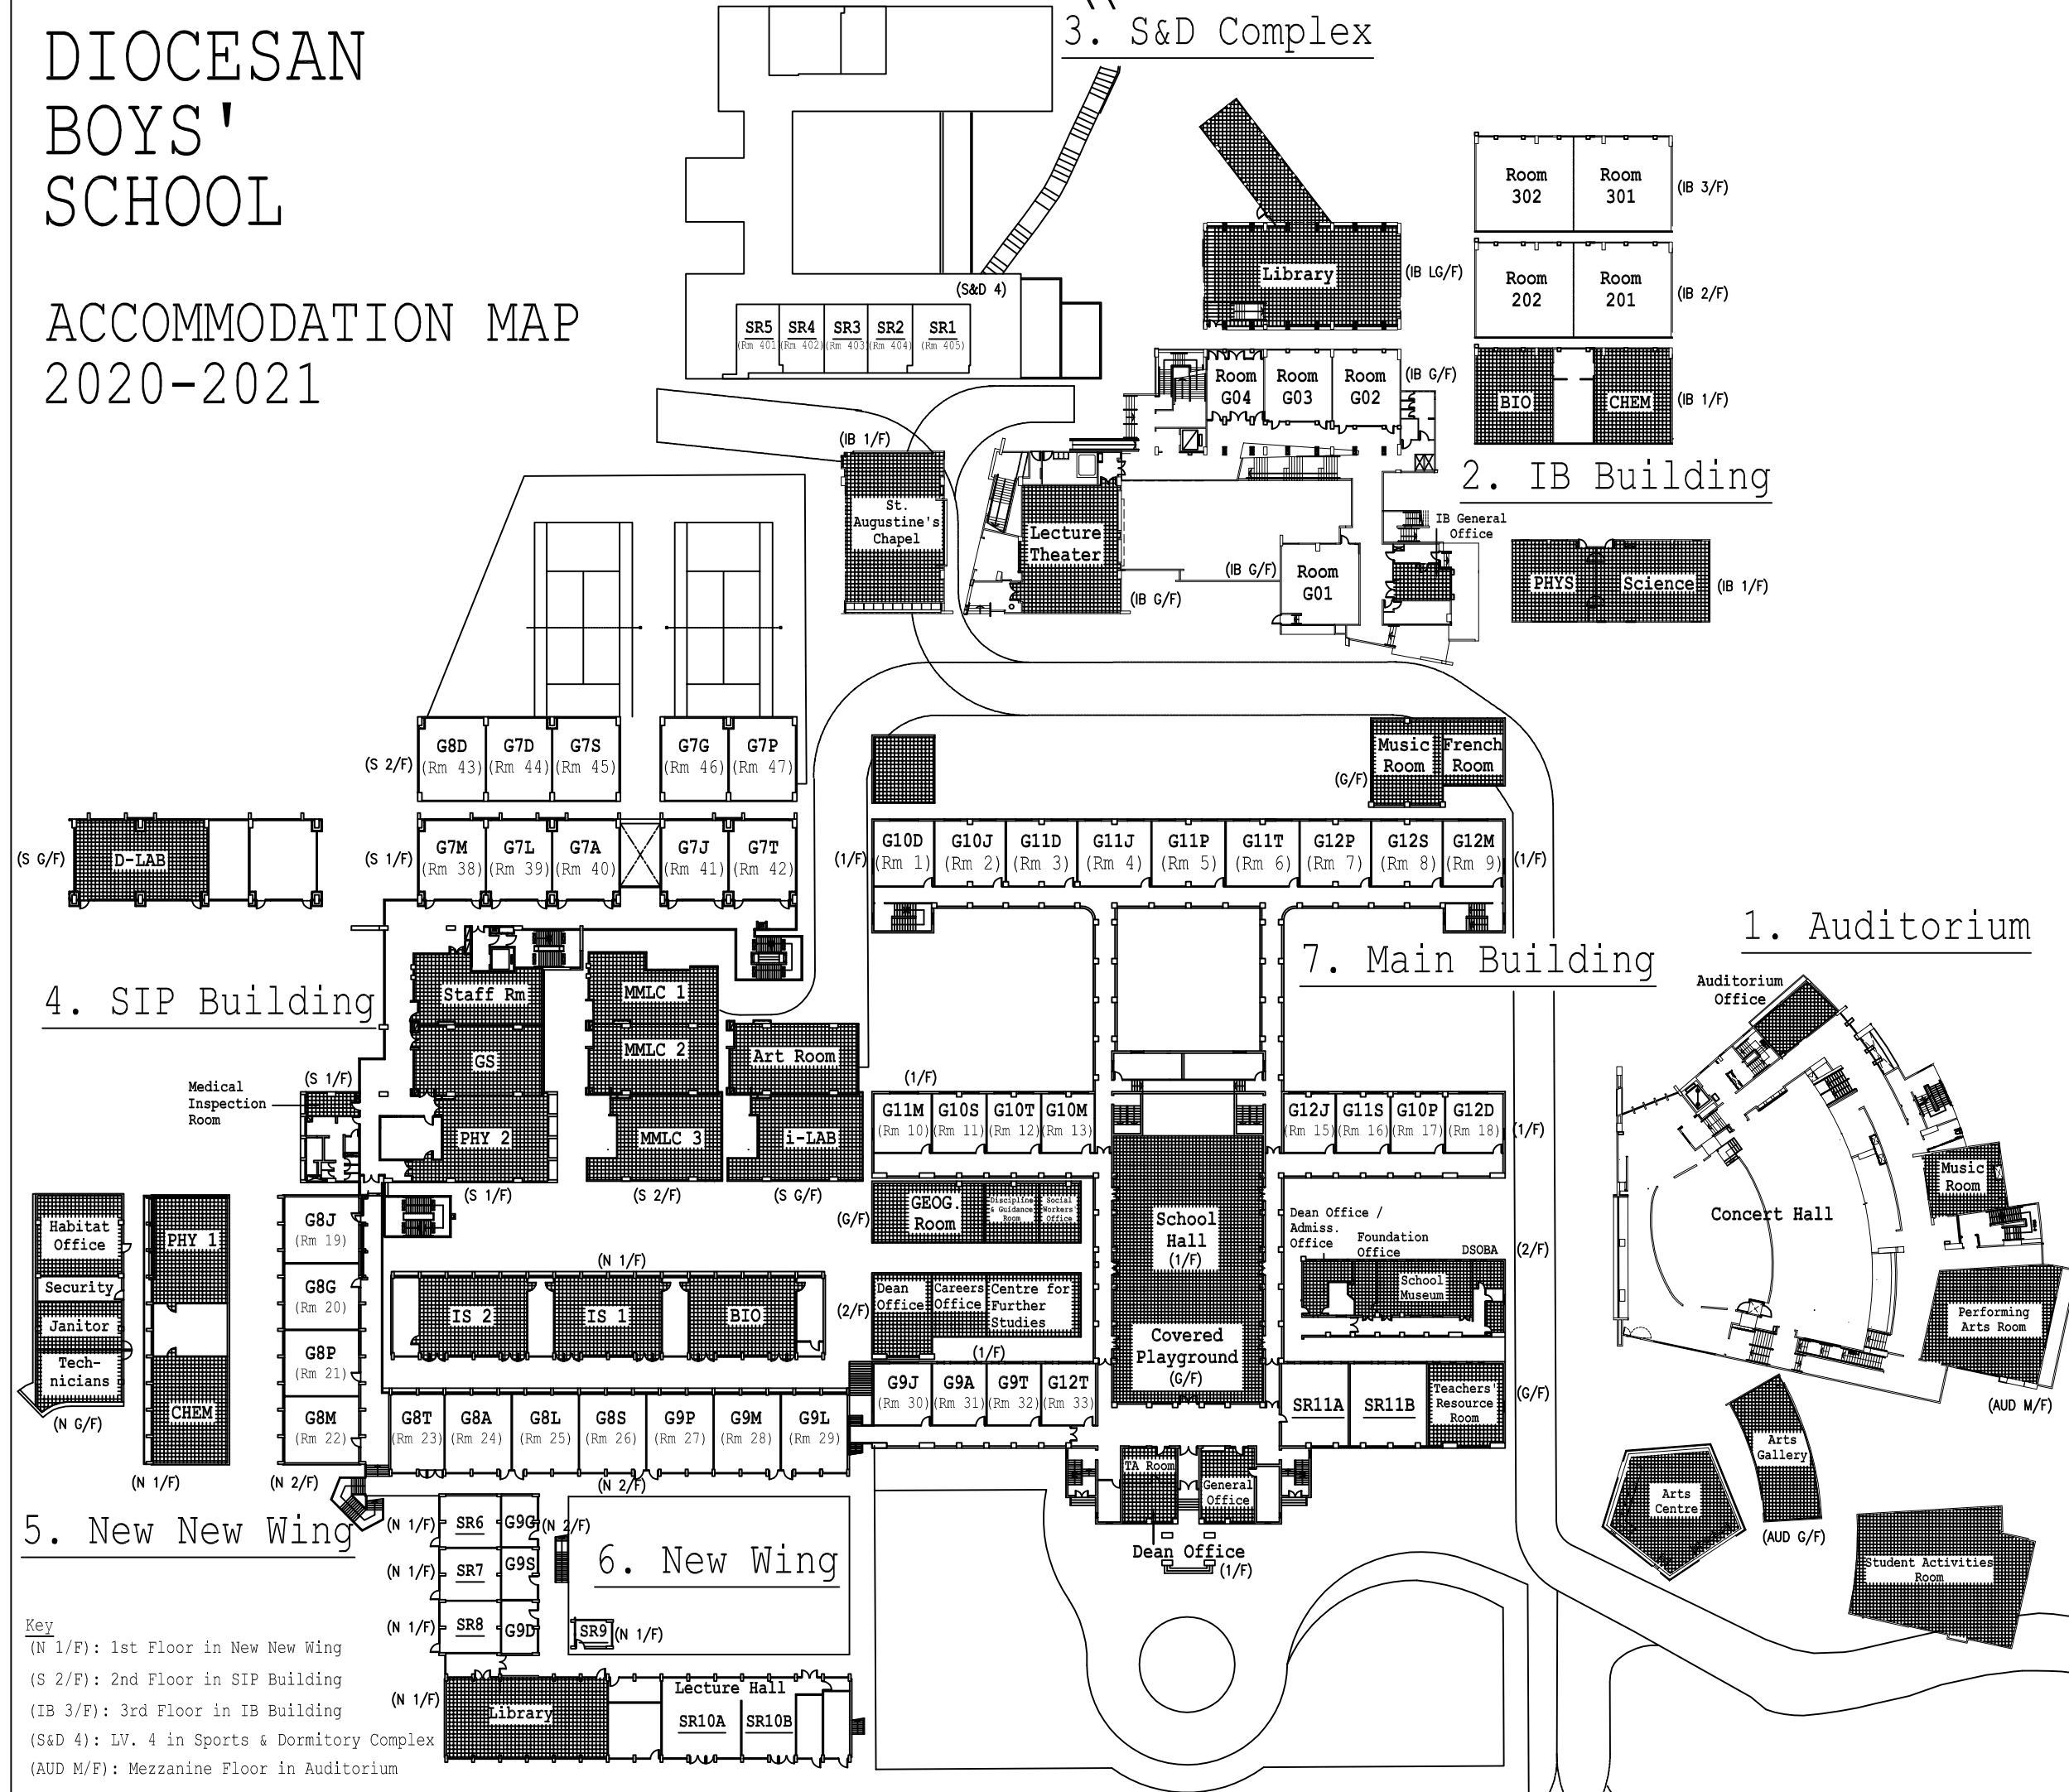 DIOCESAN
BOYS'
SCHOOL
ACCOMMODATION MAP
2020-2021
3. S&D Complex
(S&D 4)
SR5
(Rm 401)
SR4
(Rm 402)
SR3
(Rm 403)
SR2
(Rm 404)
SR1
(Rm 405)
Library
(IB LG/F)
Room
302
Room
301
(IB 3/F)
Room
202
Room
201
(IB 2/F)
BIO
CHEM
(IB 1/F)
Room
G04
Room
G03
Room
G02
(IB G/F)
2. IB Building
(IB 1/F)
St.
Augustine's
Chapel
Lecture
Theater
(IB G/F)
(IB G/F)
Room
G01
IB General
Office
PHYS
Science
(IB 1/F)
(S 2/F)
G8D
(Rm 43)
G7D
(Rm 44)
G7S
(Rm 45)
G7G
(Rm 46)
G7P
(Rm 47)
(S G/F)
D-LAB
(S 1/F)
G7M
(Rm 38)
G7L
(Rm 39)
G7A
(Rm 40)
G7J
(Rm 41)
G7T
(Rm 42)
Music
Room
French
Room
(G/F)
(1/F)
G10D
(Rm 1)
G10J
(Rm 2)
G11D
(Rm 3)
G11J
(Rm 4)
G11P
(Rm 5)
G11T
(Rm 6)
G12P
(Rm 7)
G12S
(Rm 8)
G12M
(Rm 9)
(1/F)
7. Main Building
1. Auditorium
4. SIP Building
Staff Rm
GS
MMLC 1
MMLC 2
Art Room
(S 1/F)
Medical
Inspection
Room
PHY 2
(S 1/F)
MMLC 3
(S 2/F)
i-LAB
(S G/F)
(1/F)
G11M
(Rm 10)
G10S
(Rm 11)
G10T
(Rm 12)
G10M
(Rm 13)
G12J
(Rm 15)
G11S
(Rm 16)
G10P
(Rm 17)
G12D
(Rm 18)
(1/F)
(G/F)
GEOG.
Room
Discipline
& Guidance
Room
Social
Workers'
Office
School
Hall
(1/F)
Covered
Playground
(G/F)
Dean Office /
Admiss.
Office
Foundation
Office
DSOBA
School
Museum
(2/F)
(2/F)
Dean
Office
Careers
Office
Centre for
Further
Studies
(1/F)
G9J
(Rm 30)
G9A
(Rm 31)
G9T
(Rm 32)
G12T
(Rm 33)
SR11A
SR11B
Teachers'
Resource
Room
(G/F)
TA Room
General
Office
Dean Office
(1/F)
Habitat
Office
Security
Janitor
Tech-
nicians
(N G/F)
PHY 1
CHEM
(N 1/F)
G8J
(Rm 19)
G8G
(Rm 20)
G8P
(Rm 21)
G8M
(Rm 22)
(N 2/F)
(N 1/F)
IS 2
IS 1
BIO
G8T
(Rm 23)
G8A
(Rm 24)
G8L
(Rm 25)
G8S
(Rm 26)
G9P
(Rm 27)
G9M
(Rm 28)
G9L
(Rm 29)
(N 2/F)
5. New New Wing
6. New Wing
(N 1/F)
SR6
G9G
(N 2/F)
(N 1/F)
SR7
G9S
(N 1/F)
SR8
G9D
SR9
(N 1/F)
(N 1/F)
Library
Lecture Hall
SR10A
SR10B
Auditorium
Office
Concert Hall
Music
Room
Performing
Arts Room
(AUD M/F)
Arts
Gallery
Arts
Centre
(AUD G/F)
Student Activities
Room
Key
(N 1/F): 1st Floor in New New Wing
(S 2/F): 2nd Floor in SIP Building
(IB 3/F): 3rd Floor in IB Building
(S&D 4): LV. 4 in Sports & Dormitory Complex
(AUD M/F): Mezzanine Floor in Auditorium